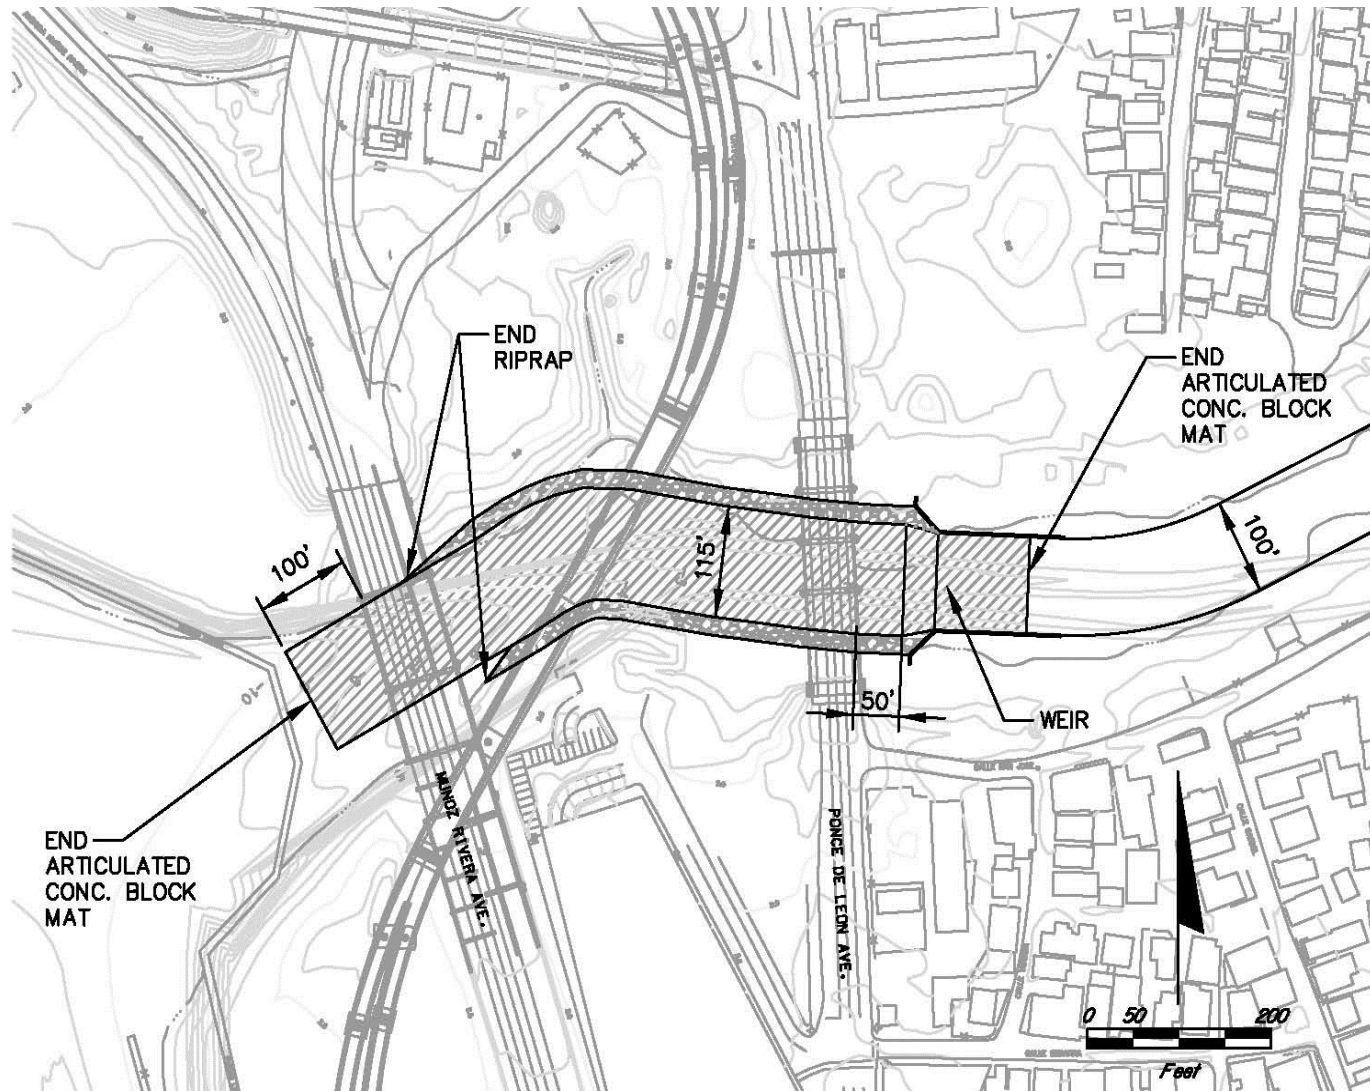 END
RIPRAP
END
ARTICULATED
CONC. BLOCK
MAT
100'
115'
100'
50'
WEIR
-10
MUNOZ RIVERA AVE.
PONCE DE LEON AVE.
END
ARTICULATED
CONC. BLOCK
MAT
0 50 200
Feet